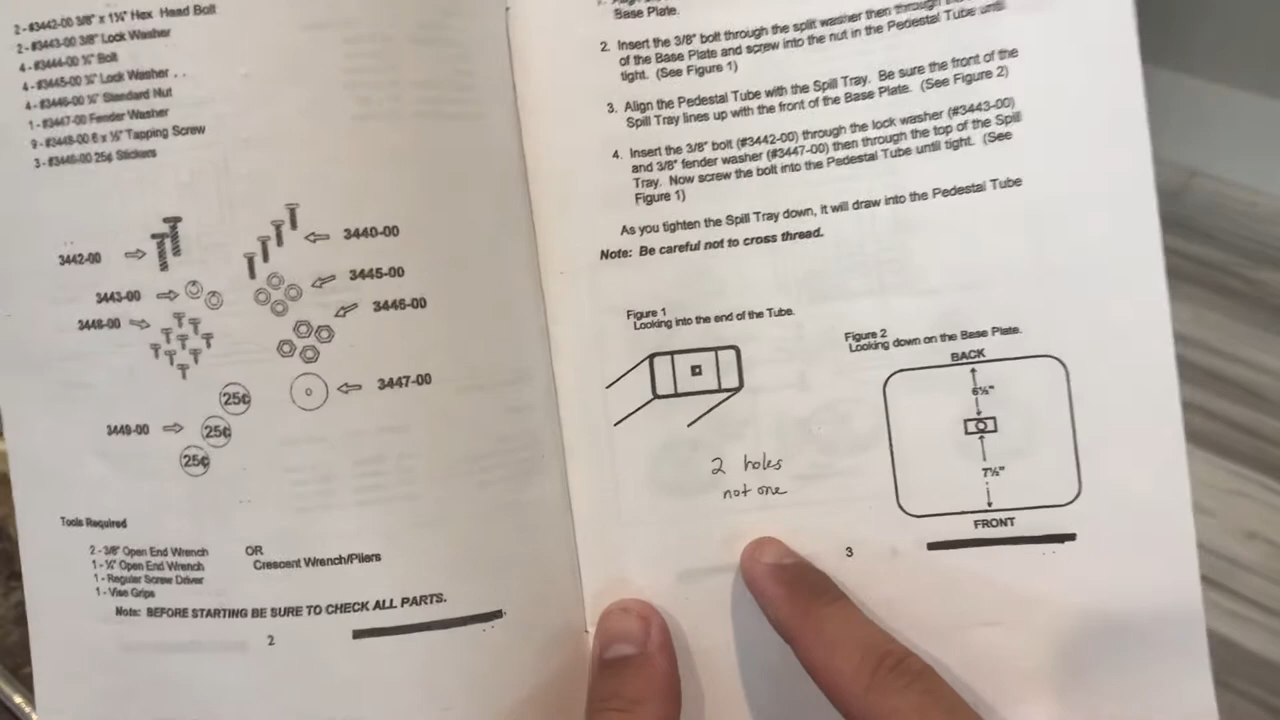 2 - #3442-00 3/8" x 1¼" Hex Head Bolt
2 - #3443-00 3/8" Lock Washer
4 - #3444-00 ¼" Bolt
4 - #3445-00 ¼" Lock Washer
4 - #3446-00 ¼" Standard Nut
1 - #3447-00 Fender Washer
9 - #3448-00 6 x ½" Tapping Screw
25¢ Stickers
3442-00
3440-00
3443-00
3445-00
3448-00
3446-00
3447-00
25¢
3449-00
25¢
25¢
Tools Required
2 - 3/8" Open End Wrench
OR
1 - ¼" Open End Wrench
Crescent Wrench/Pliers
1 - Regular Screw Driver
1 - Vise Grips
Note: BEFORE STARTING BE SURE TO CHECK ALL PARTS.
2
Base Plate.
2. Insert the 3/8" bolt through the split washer then through
of the Base Plate and screw into the nut in the Pedestal Tube until
tight. (See Figure 1)
3. Align the Pedestal Tube with the Spill Tray. Be sure the front of the
Spill Tray lines up with the front of the Base Plate. (See Figure 2)
4. Insert the 3/8" bolt (#3442-00) through the lock washer (#3443-00)
and 3/8" fender washer (#3447-00) then through the top of the Spill
Tray. Now screw the bolt into the Pedestal Tube until tight. (See
Figure 1)
As you tighten the Spill Tray down, it will draw into the Pedestal Tube
Note: Be careful not to cross thread.
Figure 1
Looking into the end of the Tube.
Figure 2
Looking down on the Base Plate.
BACK
6½"
7½"
FRONT
2 holes
not one
3